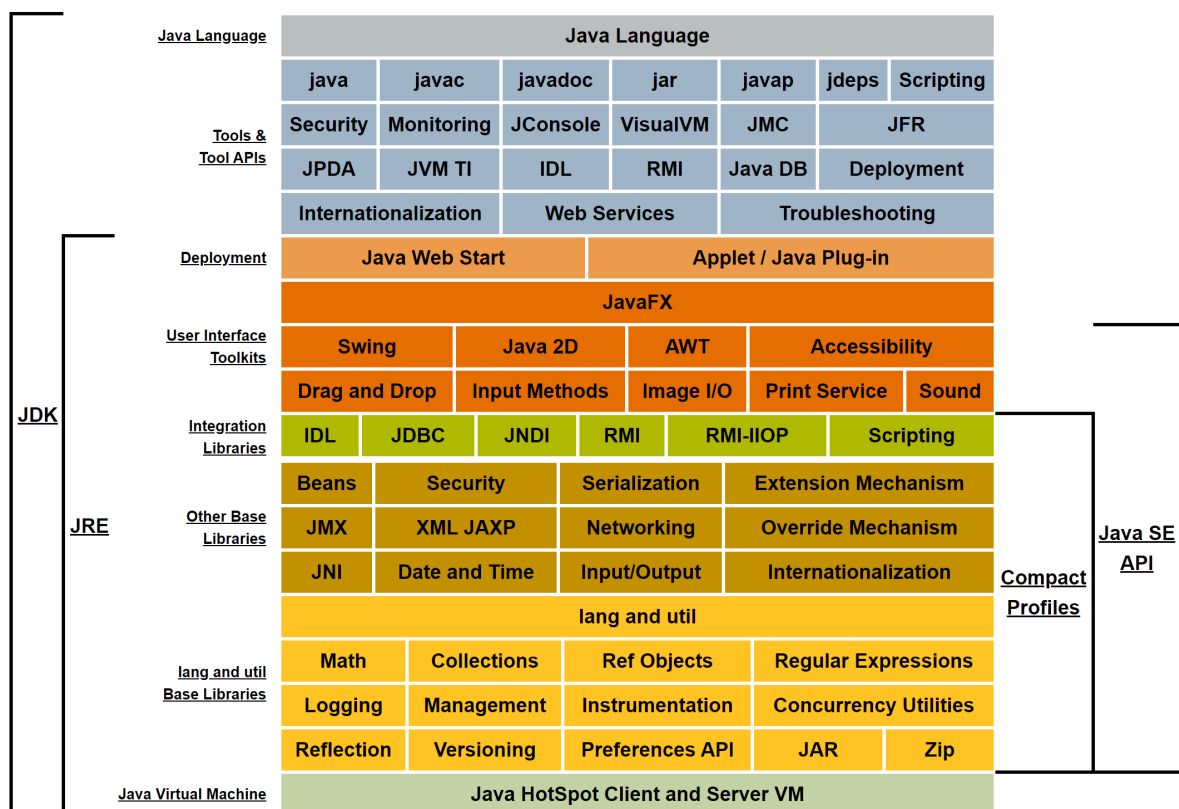 Java Language
Java Language
java javac javadoc jar javap jdeps Scripting
Tools &
Tool APIs
Security Monitoring JConsole VisualVM JMC JFR
JPDA JVM TI IDL RMI Java DB Deployment
Internationalization Web Services Troubleshooting
Deployment
Java Web Start Applet / Java Plug-in
JavaFX
User Interface
Toolkits
Swing Java 2D AWT Accessibility
Drag and Drop Input Methods Image I/O Print Service Sound
JDK
Integration
Libraries
IDL JDBC JNDI RMI RMI-IIOP Scripting
JRE
Other Base
Libraries
Beans Security Serialization Extension Mechanism
JMX XML JAXP Networking Override Mechanism
JNI Date and Time Input/Output Internationalization
Java SE
API
Compact
Profiles
lang and util
lang and util
Base Libraries
Math Collections Ref Objects Regular Expressions
Logging Management Instrumentation Concurrency Utilities
Reflection Versioning Preferences API JAR Zip
Java Virtual Machine
Java HotSpot Client and Server VM